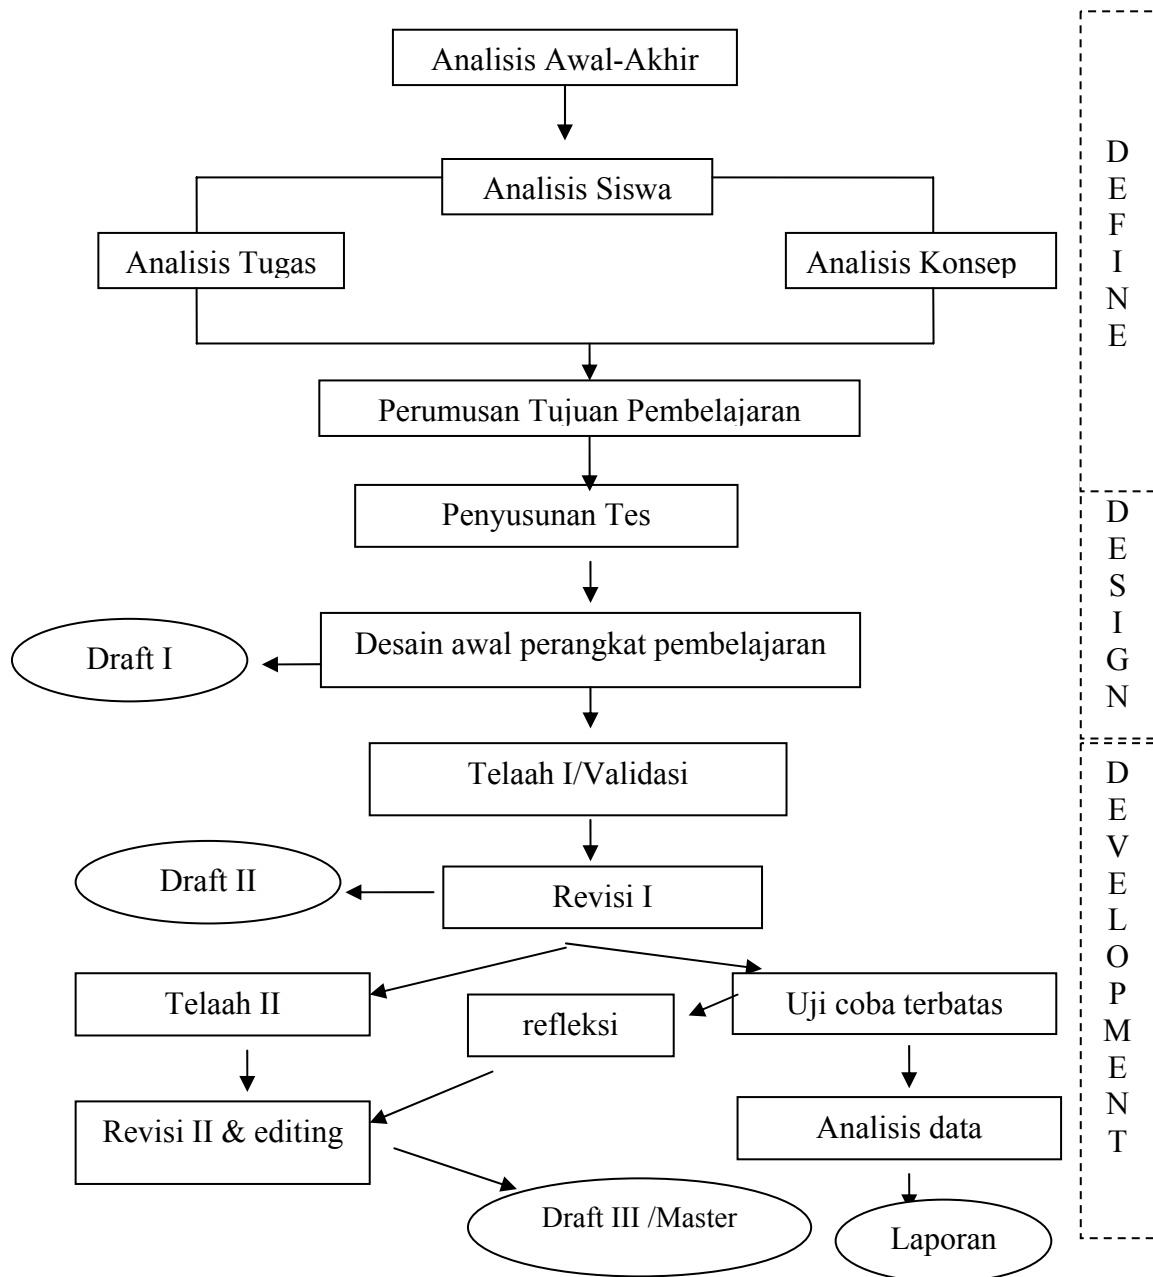 Analisis Awal-Akhir
Analisis Siswa
Analisis Tugas
Analisis Konsep
Perumusan Tujuan Pembelajaran
Penyusunan Tes
Desain awal perangkat pembelajaran
Draft I
Telaah I/Validasi
Draft II
Revisi I
Telaah II
refleksi
Uji coba terbatas
Revisi II & editing
Analisis data
Draft III /Master
Laporan
D
E
F
I
N
E
D
E
S
I
G
N
D
E
V
E
L
O
P
M
E
N
T